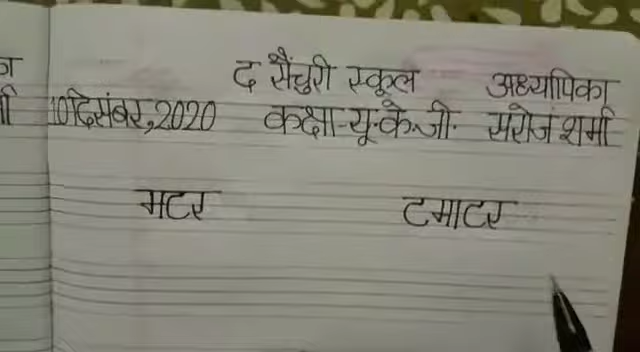 द सैंचुरी स्कूल अध्यापिका
10 दिसंबर,2020 कक्षा-यू.के.जी. सरोज शर्मा
मटर टमाटर